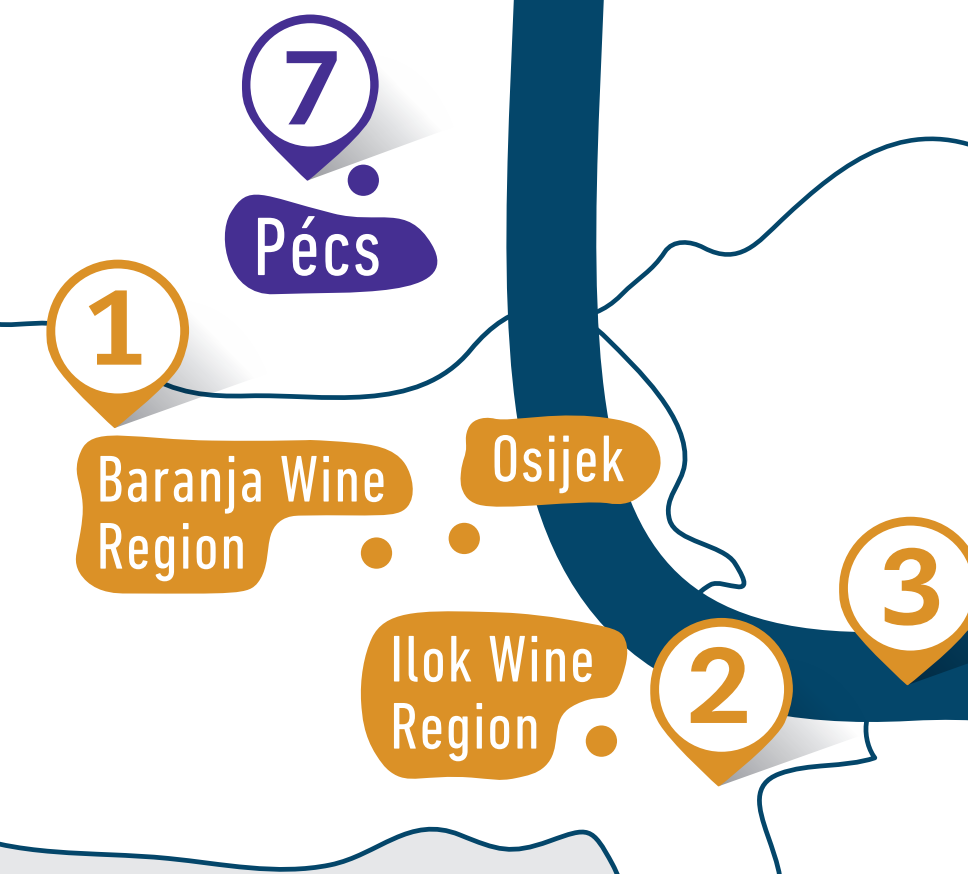 7
Pécs
1
Baranja Wine
Region
Osijek
3
Ilok Wine
Region
2